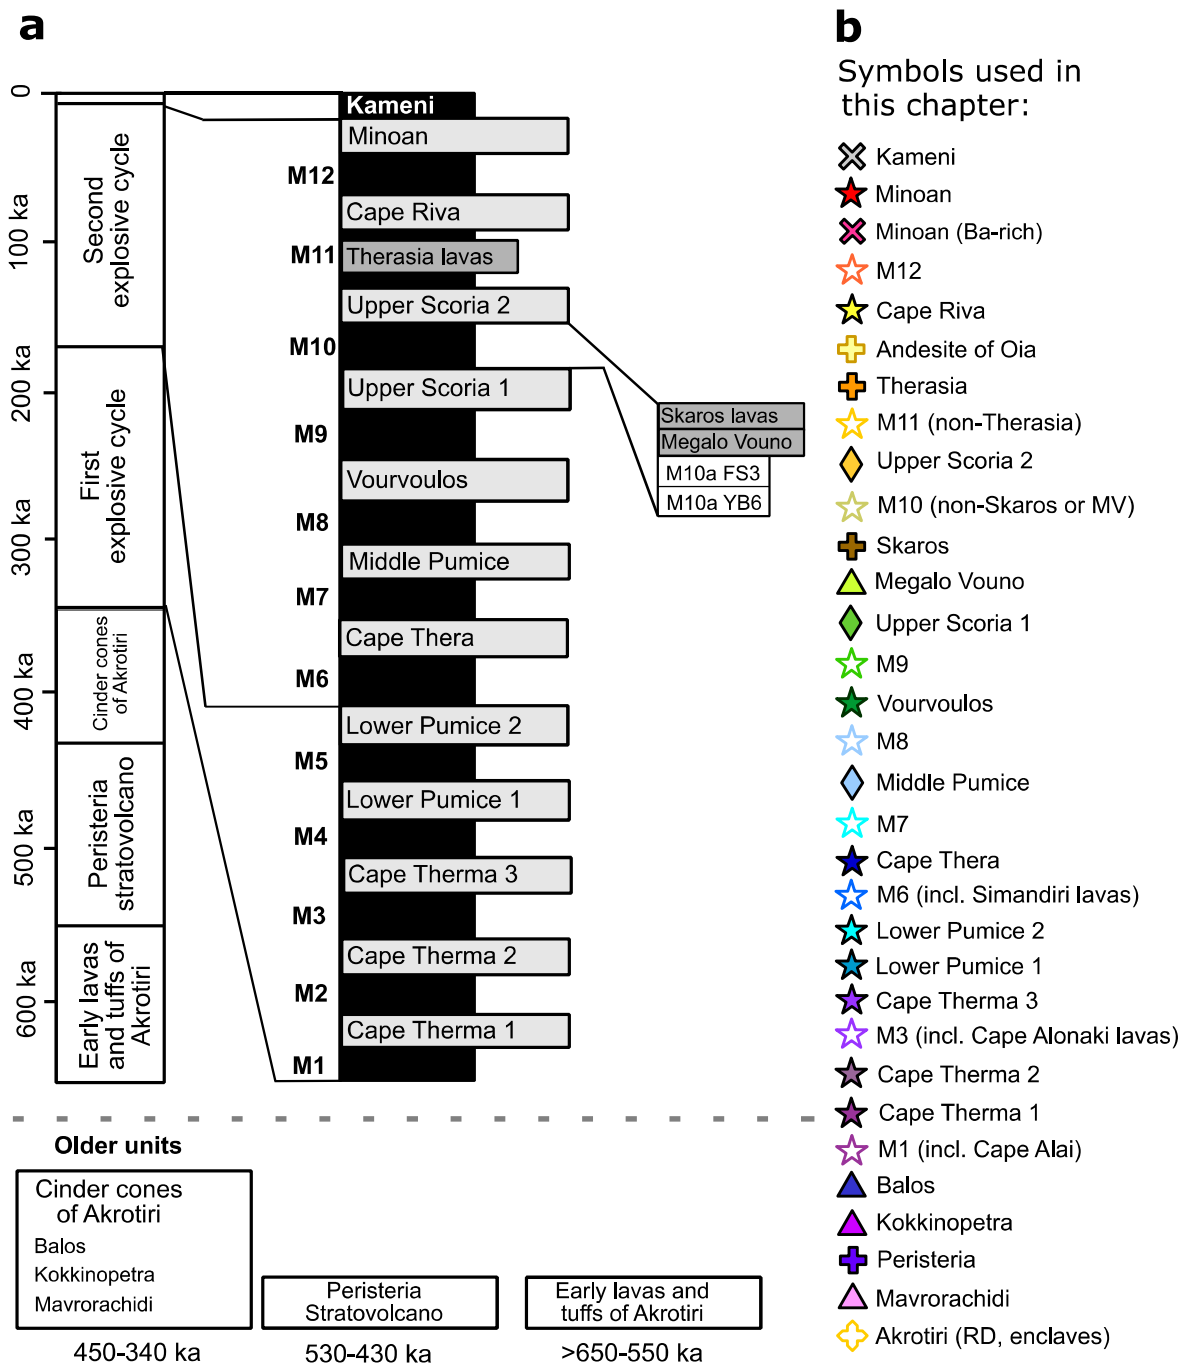 a
0
100 ka
200 ka
300 ka
400 ka
500 ka
600 ka
Second
explosive cycle
First
explosive cycle
Cinder cones
of Akrotiri
Peristeria
stratovolcano
Early lavas
and tuffs of
Akrotiri
Kameni
Minoan
M12
Cape Riva
M11
Therasia lavas
Upper Scoria 2
M10
Upper Scoria 1
M9
Vourvoulos
M8
Middle Pumice
M7
Cape Thera
M6
Lower Pumice 2
M5
Lower Pumice 1
M4
Cape Therma 3
M3
Cape Therma 2
M2
Cape Therma 1
M1
Skaros lavas
Megalo Vouno
M10a FS3
M10a YB6
Older units
Cinder cones
of Akrotiri
Balos
Kokkinopetra
Mavrorachidi
450-340 ka
Peristeria
Stratovolcano
530-430 ka
Early lavas and
tuffs of Akrotiri
>650-550 ka
b
Symbols used in
this chapter:
Kameni
Minoan
Minoan (Ba-rich)
M12
Cape Riva
Andesite of Oia
Therasia
M11 (non-Therasia)
Upper Scoria 2
M10 (non-Skaros or MV)
Skaros
Megalo Vouno
Upper Scoria 1
M9
Vourvoulos
M8
Middle Pumice
M7
Cape Thera
M6 (incl. Simandiri lavas)
Lower Pumice 2
Lower Pumice 1
Cape Therma 3
M3 (incl. Cape Alonaki lavas)
Cape Therma 2
Cape Therma 1
M1 (incl. Cape Alai)
Balos
Kokkinopetra
Peristeria
Mavrorachidi
Akrotiri (RD, enclaves)